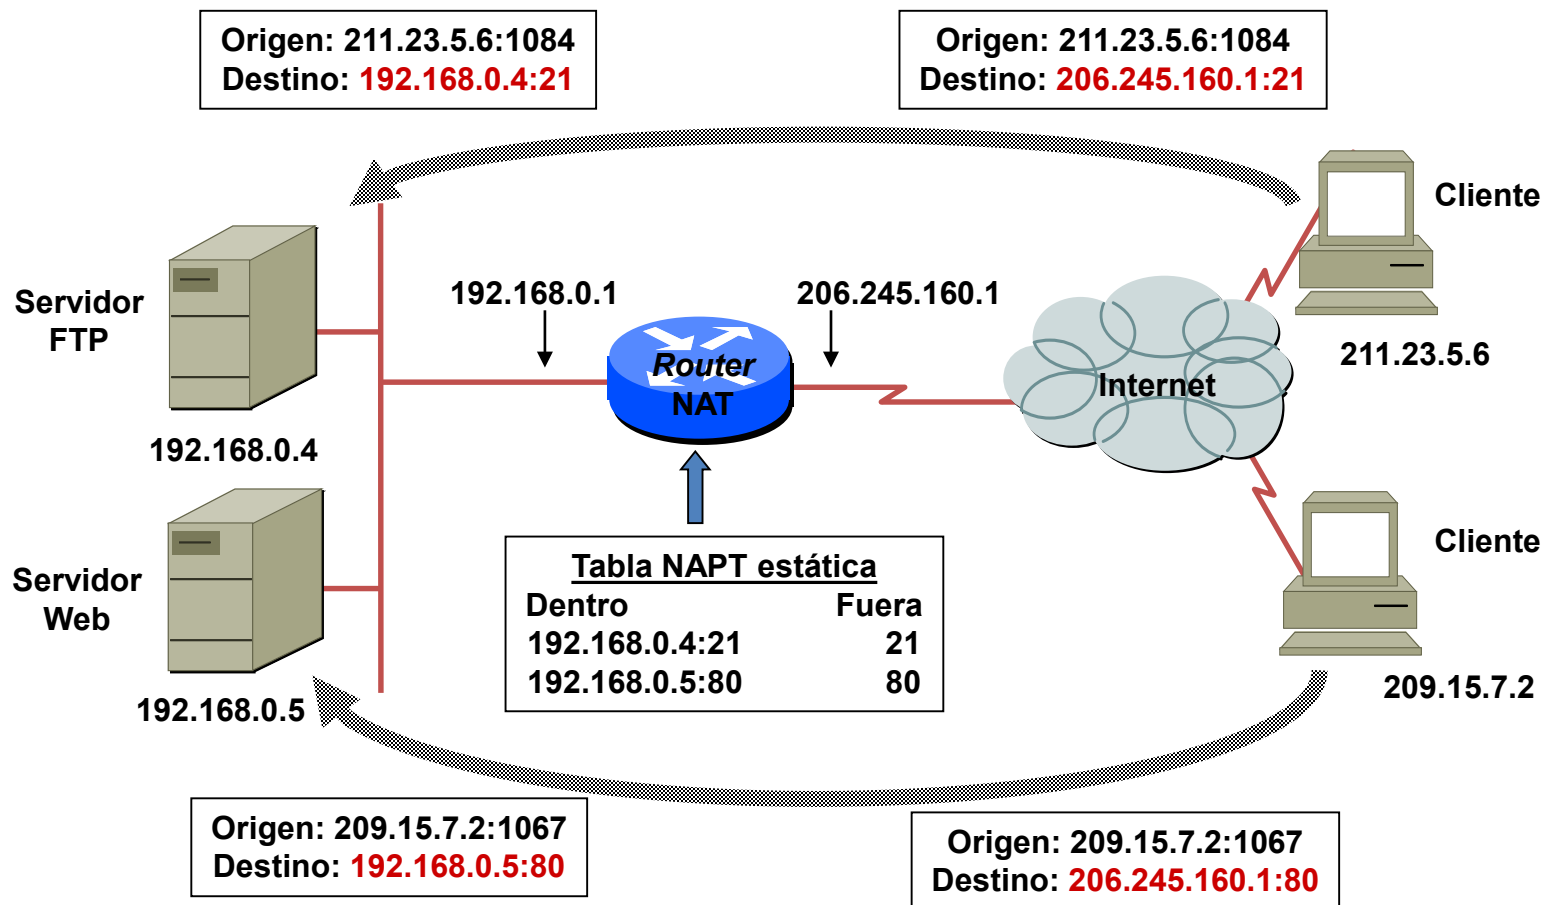 Origen: 211.23.5.6:1084
Destino: 192.168.0.4:21
Origen: 211.23.5.6:1084
Destino: 206.245.160.1:21
Cliente
Servidor
FTP
192.168.0.1
206.245.160.1
Router
NAT
Internet
211.23.5.6
192.168.0.4
Servidor
Web
Tabla NAPT estática
Dentro Fuera
192.168.0.4:21 21
192.168.0.5:80 80
Cliente
192.168.0.5
209.15.7.2
Origen: 209.15.7.2:1067
Destino: 192.168.0.5:80
Origen: 209.15.7.2:1067
Destino: 206.245.160.1:80